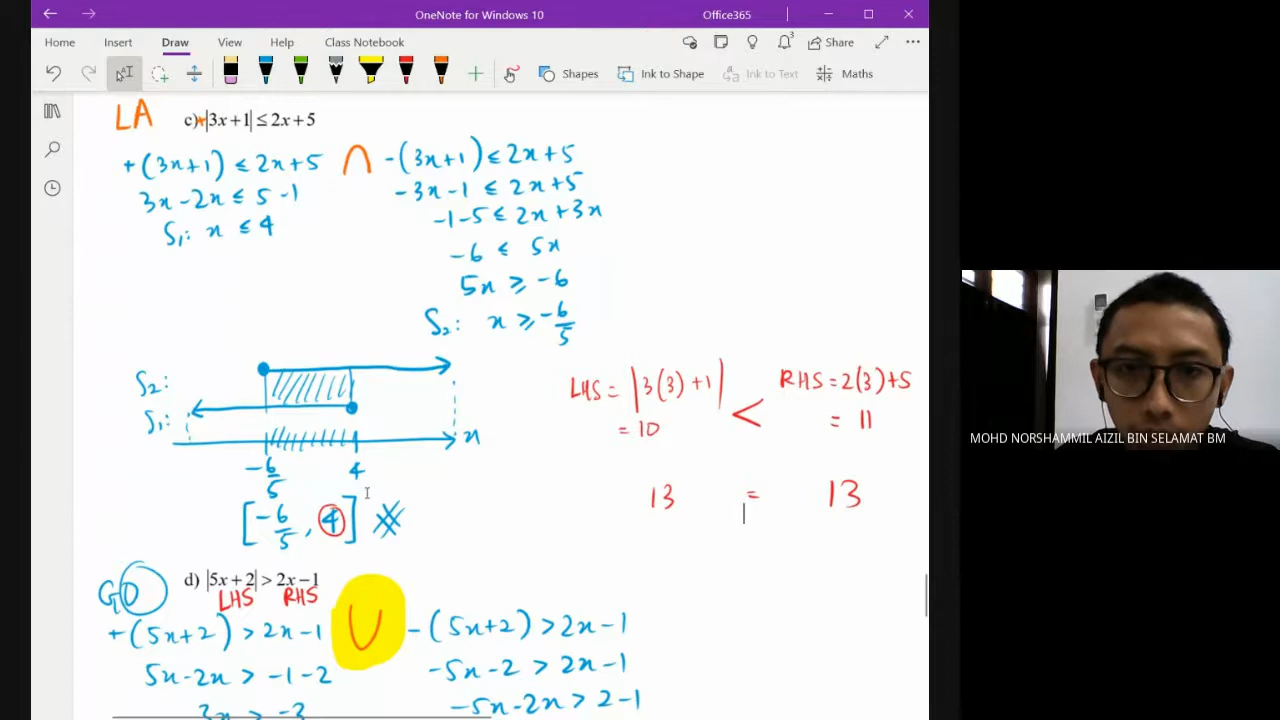 OneNote for Windows 10
Office365
Home Insert Draw View Help Class Notebook
3
Share
Shapes Ink to Shape Ink to Text Maths
LA c) |3x+1| ≤ 2x+5
+(3x+1) ≤ 2x+5 ∩ -(3x+1) ≤ 2x+5
3x-2x ≤ 5-1
-3x-1 ≤ 2x+5
S1: x ≤ 4
-1-5 ≤ 2x+3x
-6 ≤ 5x
5x ≥ -6
S2: x ≥ -6/5
S2:
S1:
x
-6/5 4
[-6/5, 4]
LHS = |3(3)+1| < RHS = 2(3)+5
= 10 = 11
13 = 13
MOHD NORSHAMMIL AIZIL BIN SELAMAT BM
GO d) |5x+2| > 2x-1
LHS RHS
+(5x+2) > 2x-1 U -(5x+2) > 2x-1
5x-2x > -1-2
-5x-2 > 2x-1
3x > -3
-5x-2x > 2-1